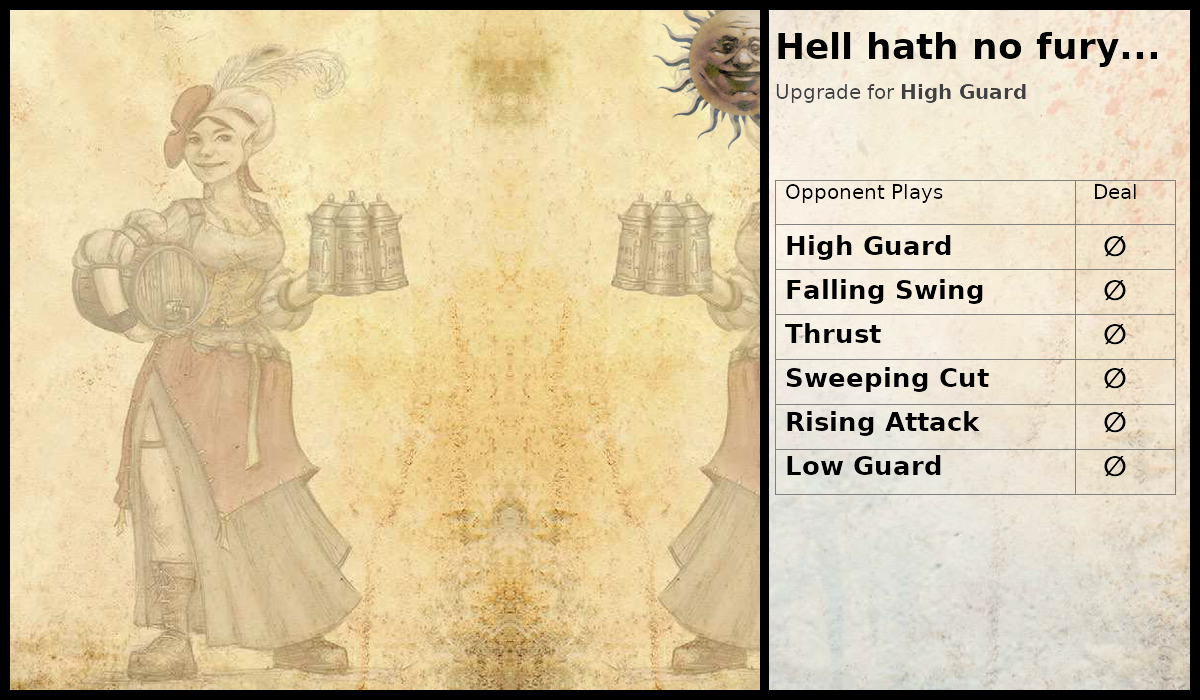 Hell hath no fury...
Upgrade for High Guard
Opponent Plays Deal
High Guard Ø
Falling Swing Ø
Thrust Ø
Sweeping Cut Ø
Rising Attack Ø
Low Guard Ø